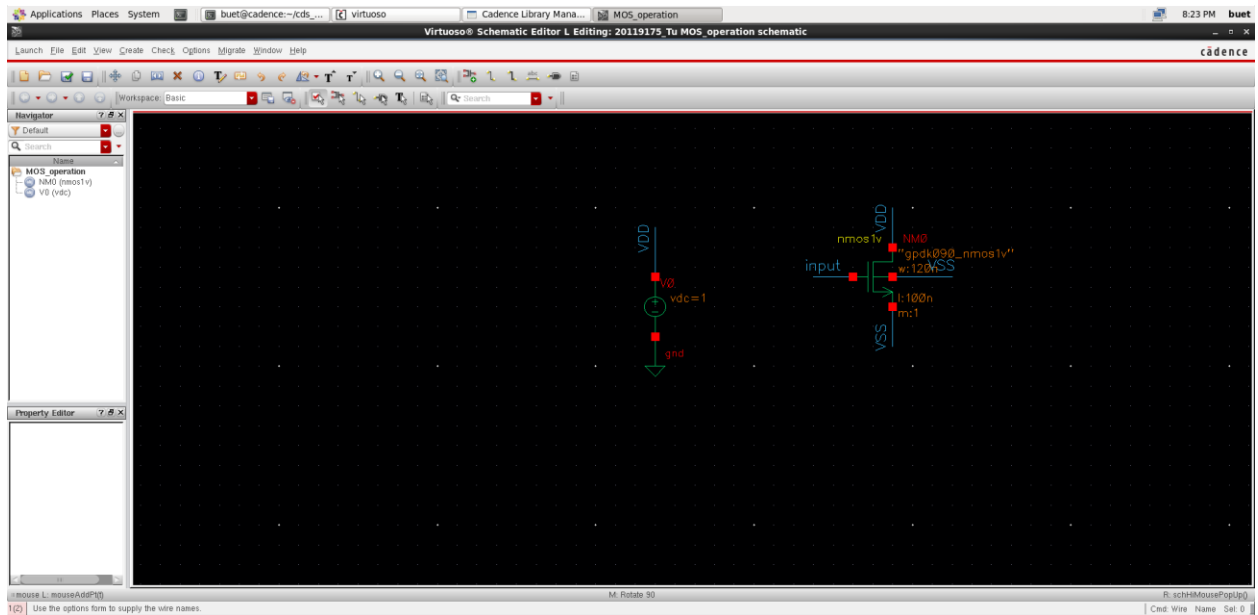 Applications Places System buet@cadence:~/cds_... virtuoso Cadence Library Mana... MOS_operation 8:23 PM buet
Virtuoso® Schematic Editor L Editing: 20119175_Tu MOS_operation schematic
Launch File Edit View Create Check Options Migrate Window Help cādence
Workspace: Basic Search
Navigator
Default
Search
Name
MOS_operation
NM0 (nmos1v)
V0 (vdc)
Property Editor
VDD
V0
vdc=1
gnd
VDD
nmos1v NM0
"gpdk090_nmos1v"
input w:120n VSS
l:100n
m:1
VSS
mouse L: mouseAddPt(t) M: Rotate 90 R: schHiMousePopUp()
1(2) Use the options form to supply the wire names. Cmd: Wire Name Sel: 0